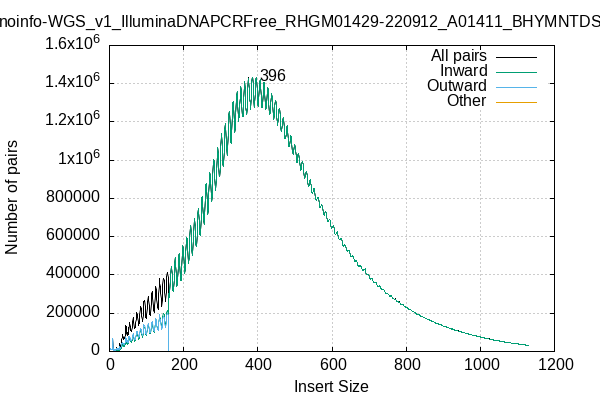 noinfo-WGS_v1_IlluminaDNAPCRFree_RHGM01429-220912_A01411_BHYMNTDS
1.6x10^6
1.4x10^6
1.2x10^6
1x10^6
800000
600000
400000
200000
0
Number of pairs
All pairs
Inward
Outward
Other
396
0 200 400 600 800 1000 1200
Insert Size